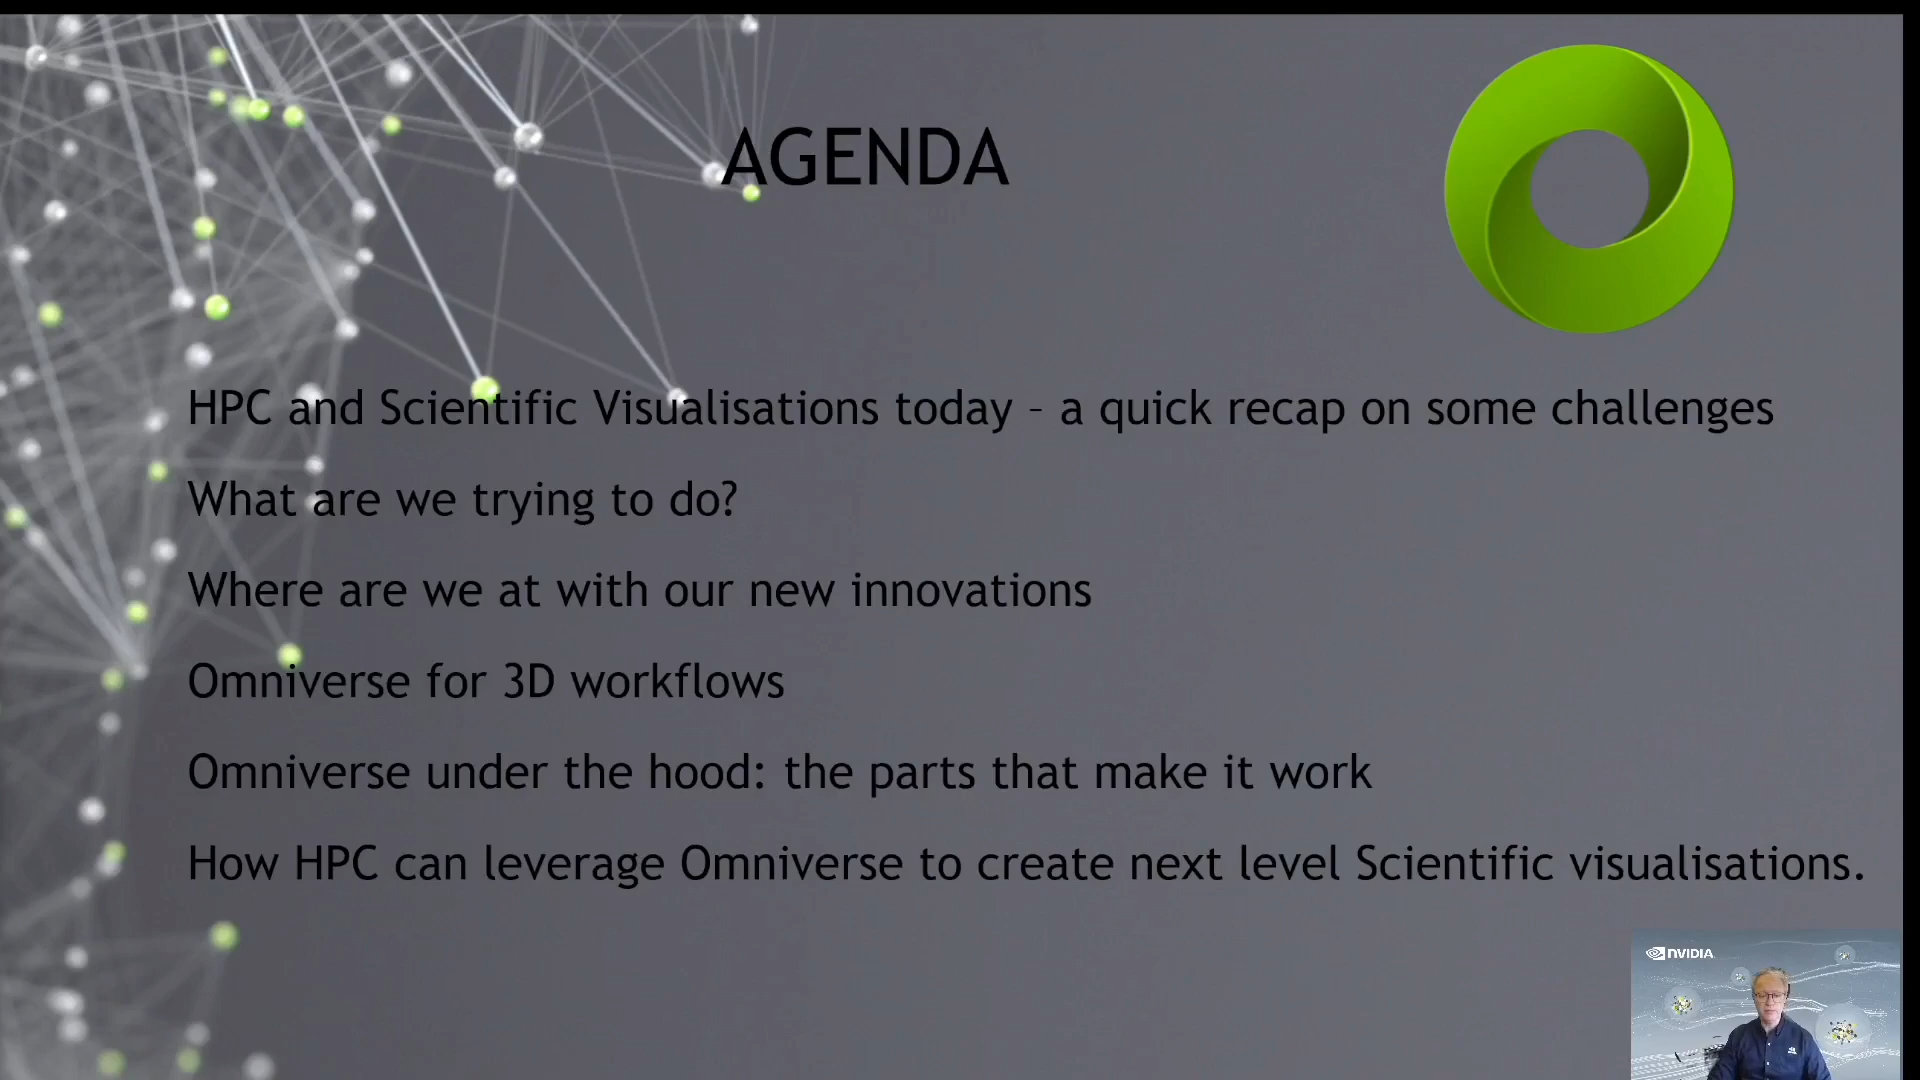 AGENDA
HPC and Scientific Visualisations today – a quick recap on some challenges
What are we trying to do?
Where are we at with our new innovations
Omniverse for 3D workflows
Omniverse under the hood: the parts that make it work
How HPC can leverage Omniverse to create next level Scientific visualisations.
NVIDIA